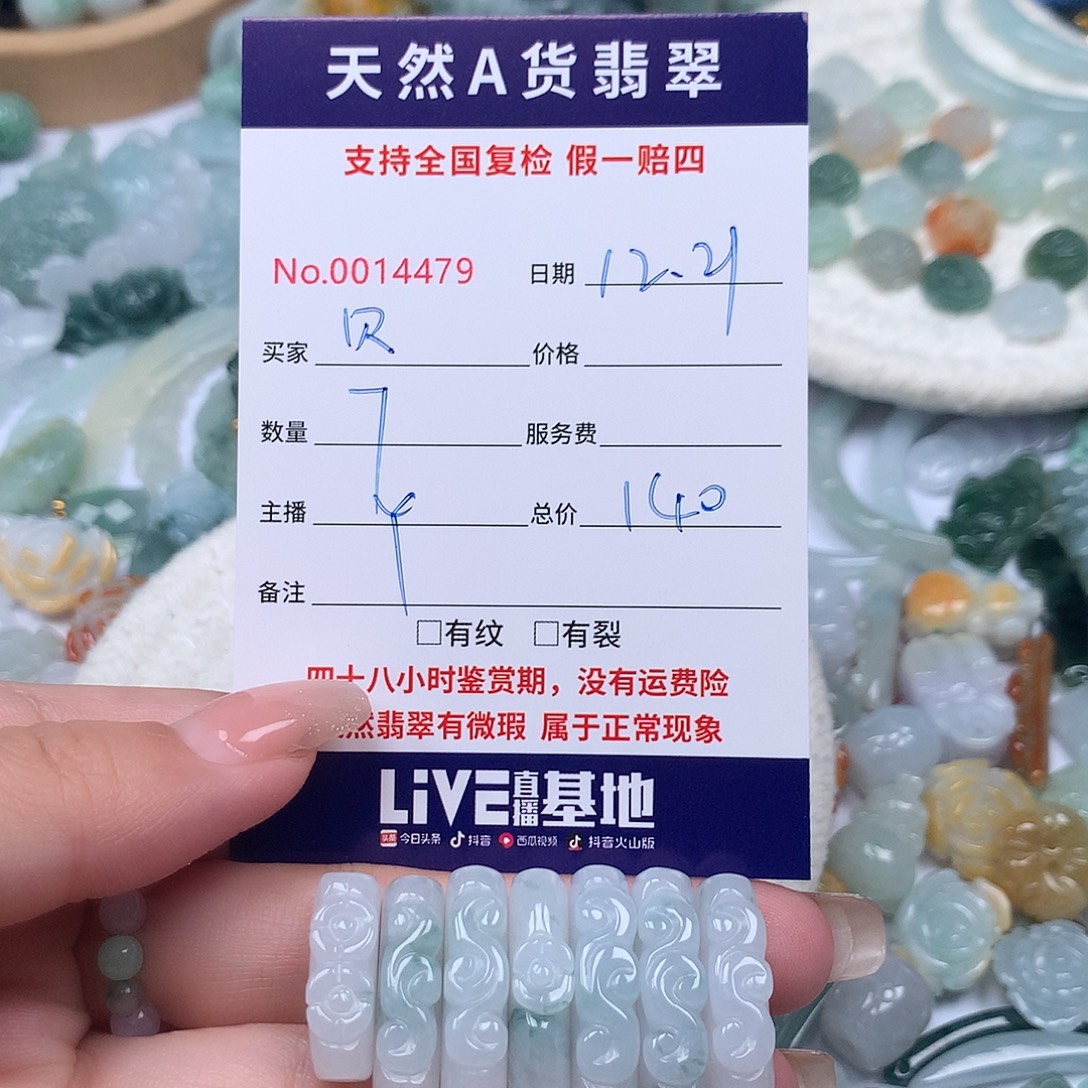 天然A货翡翠
支持全国复检 假一赔四
No.0014479 日期 12.21
买家 贝 价格
数量 7 服务费
主播 总价 140
备注
□有纹 □有裂
四十八小时鉴赏期，没有运费险
然翡翠有微瑕 属于正常现象
LiVE直播基地
头条 今日头条 抖音 西瓜视频 抖音火山版